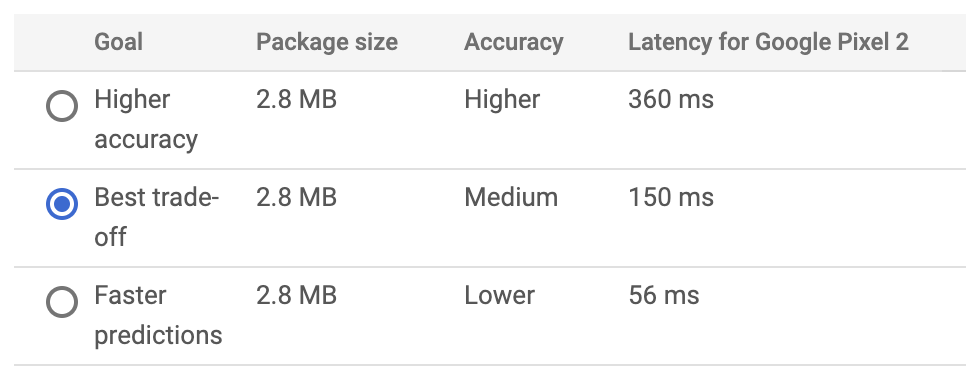 Goal Package size Accuracy Latency for Google Pixel 2
Higher accuracy 2.8 MB Higher 360 ms
Best trade-off 2.8 MB Medium 150 ms
Faster predictions 2.8 MB Lower 56 ms